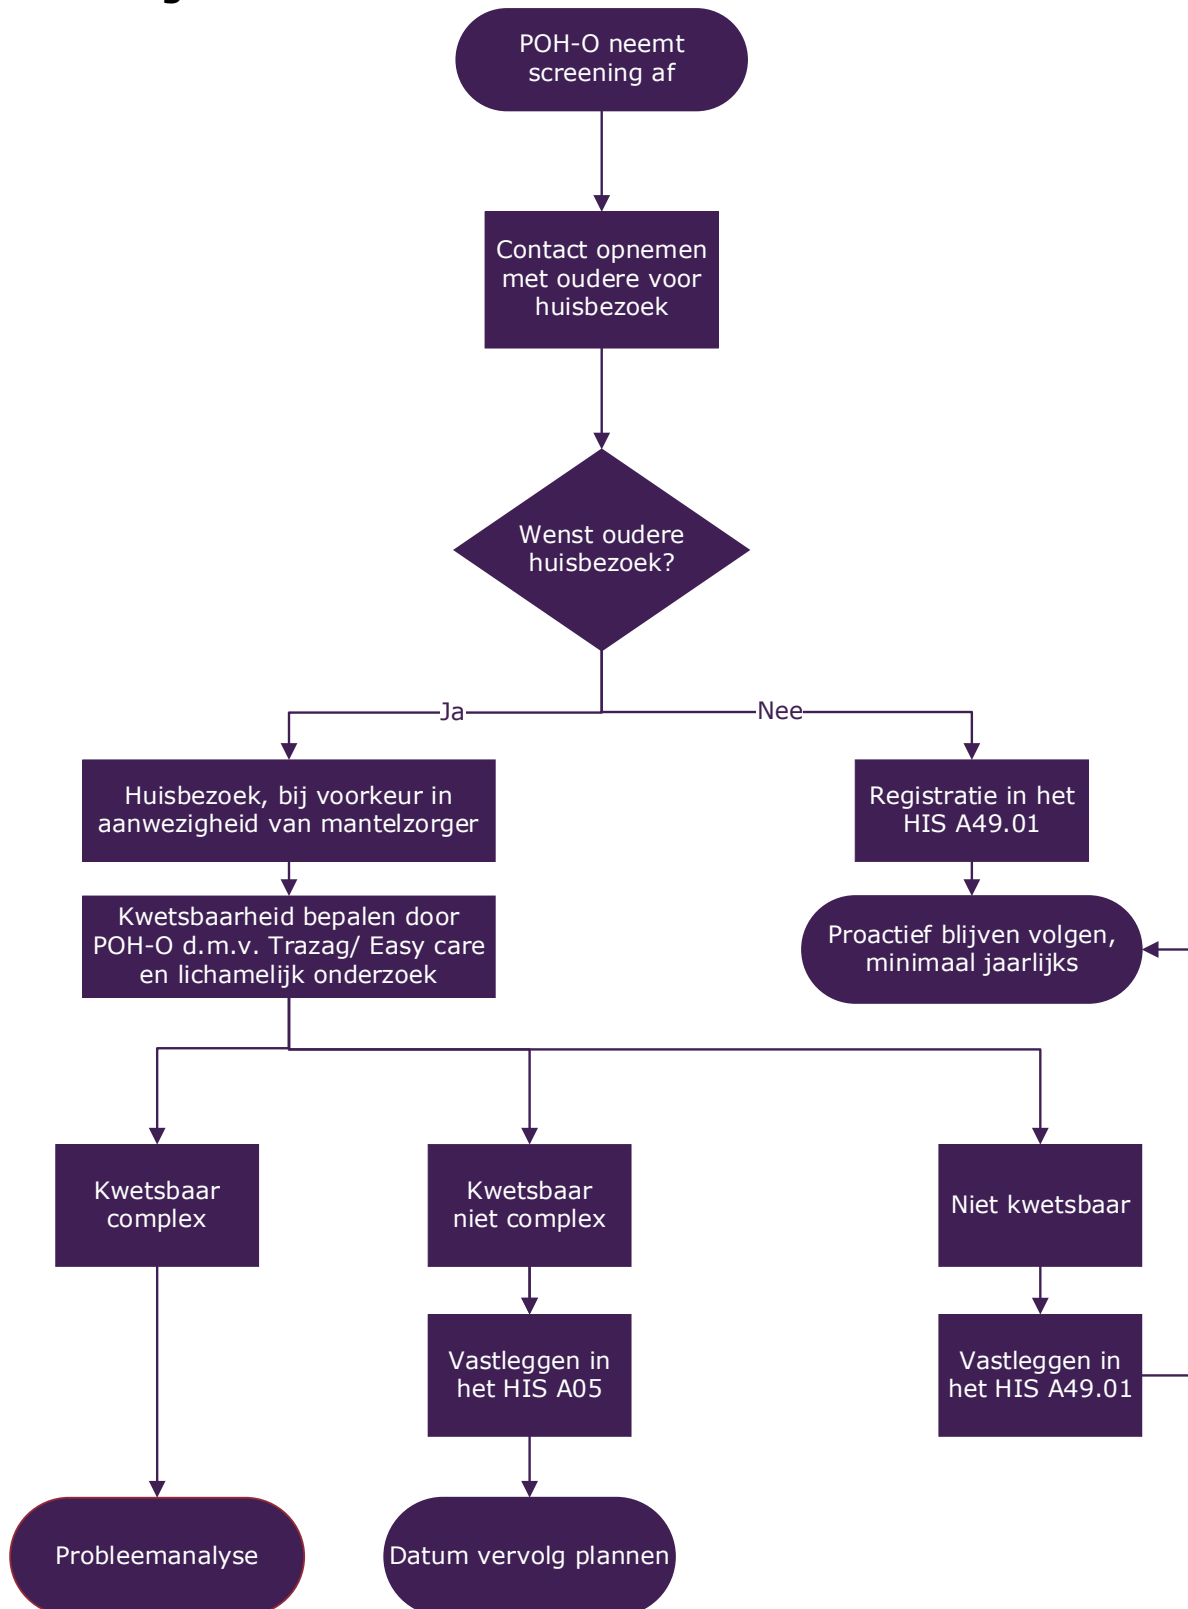 POH-O neemt
screening af
Contact opnemen
met oudere voor
huisbezoek
Wenst oudere
huisbezoek?
Ja
Nee
Huisbezoek, bij voorkeur in
aanwezigheid van mantelzorger
Registratie in het
HIS A49.01
Kwetsbaarheid bepalen door
POH-O d.m.v. Trazag/ Easy care
en lichamelijk onderzoek
Proactief blijven volgen,
minimaal jaarlijks
Kwetsbaar
complex
Kwetsbaar
niet complex
Niet kwetsbaar
Vastleggen in
het HIS A05
Vastleggen in
het HIS A49.01
Probleemanalyse
Datum vervolg plannen